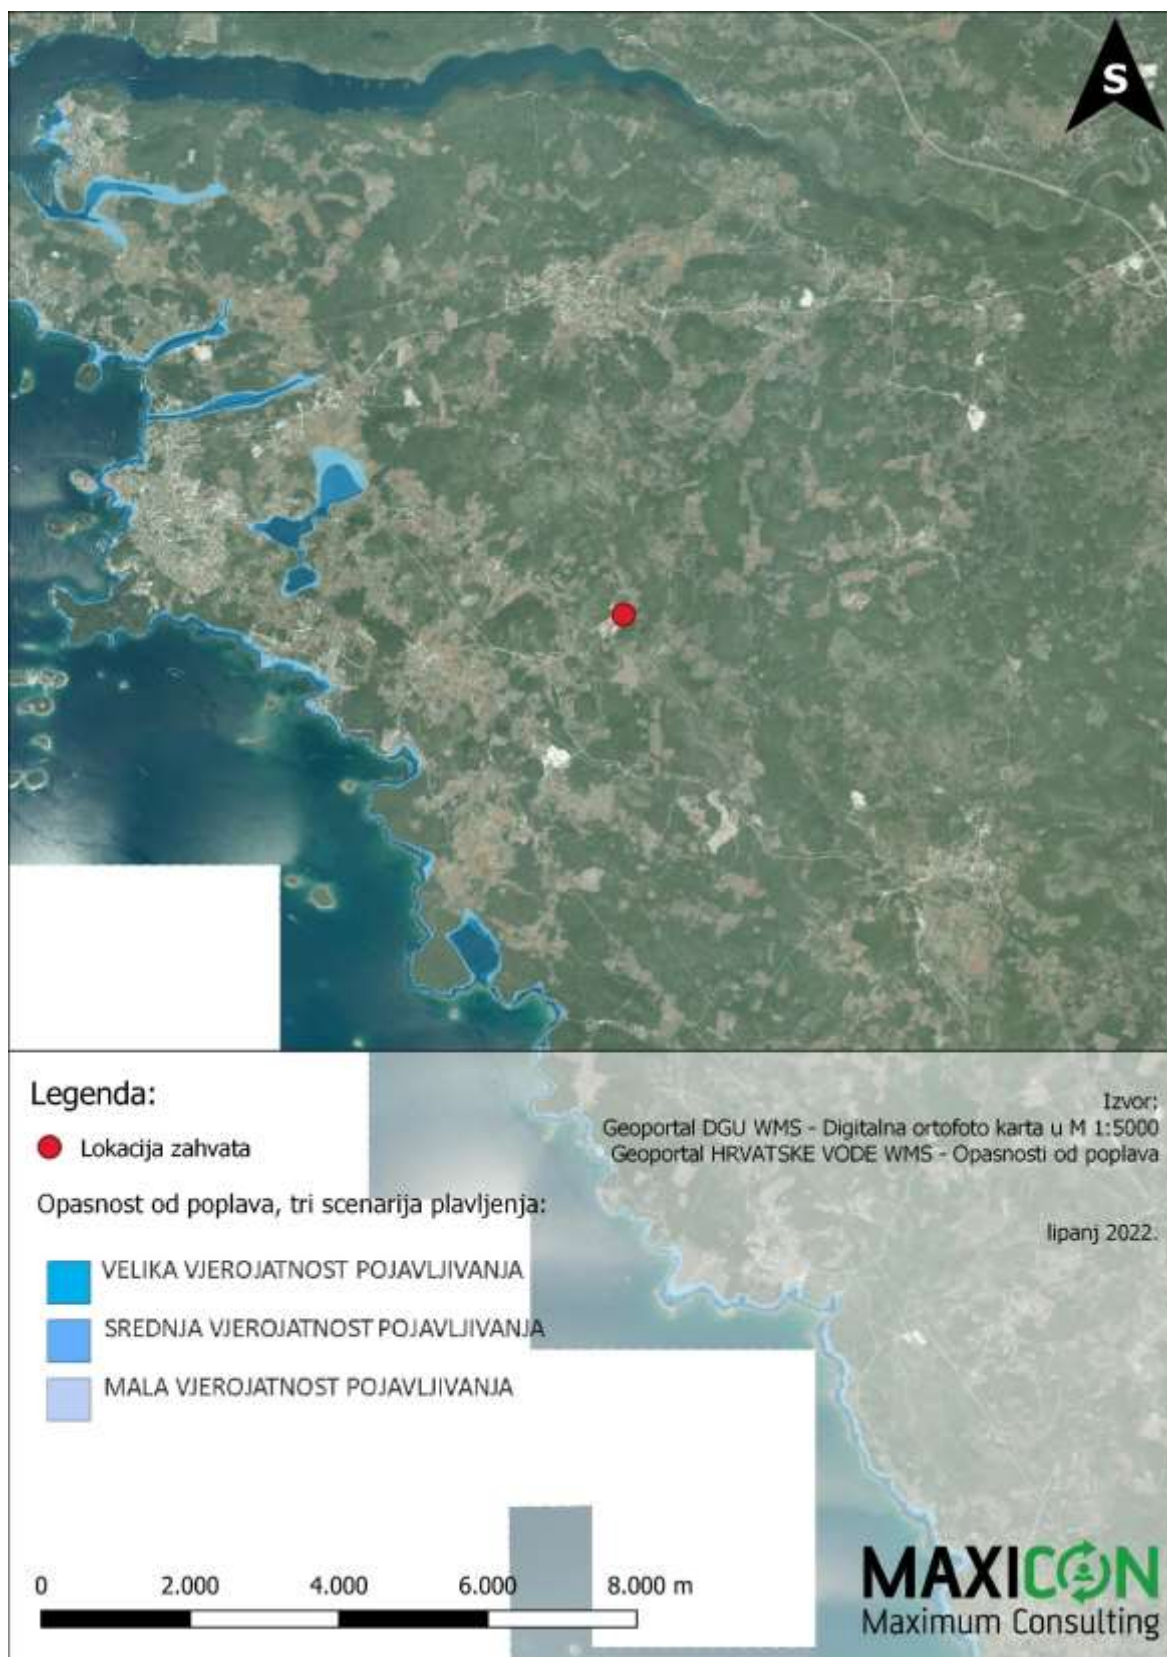 S
Legenda:
Lokacija zahvata
Izvor:
Geoportal DGU WMS - Digitalna ortofoto karta u M 1:5000
Geoportal HRVATSKE VODE WMS - Opasnosti od poplava
Opasnost od poplava, tri scenarija plavljenja:
lipanj 2022.
VELIKA VJEROJATNOST POJAVLJIVANJA
SREDNJA VJEROJATNOST POJAVLJIVANJA
MALA VJEROJATNOST POJAVLJIVANJA
0 2.000 4.000 6.000 8.000 m
MAXICON
Maximum Consulting